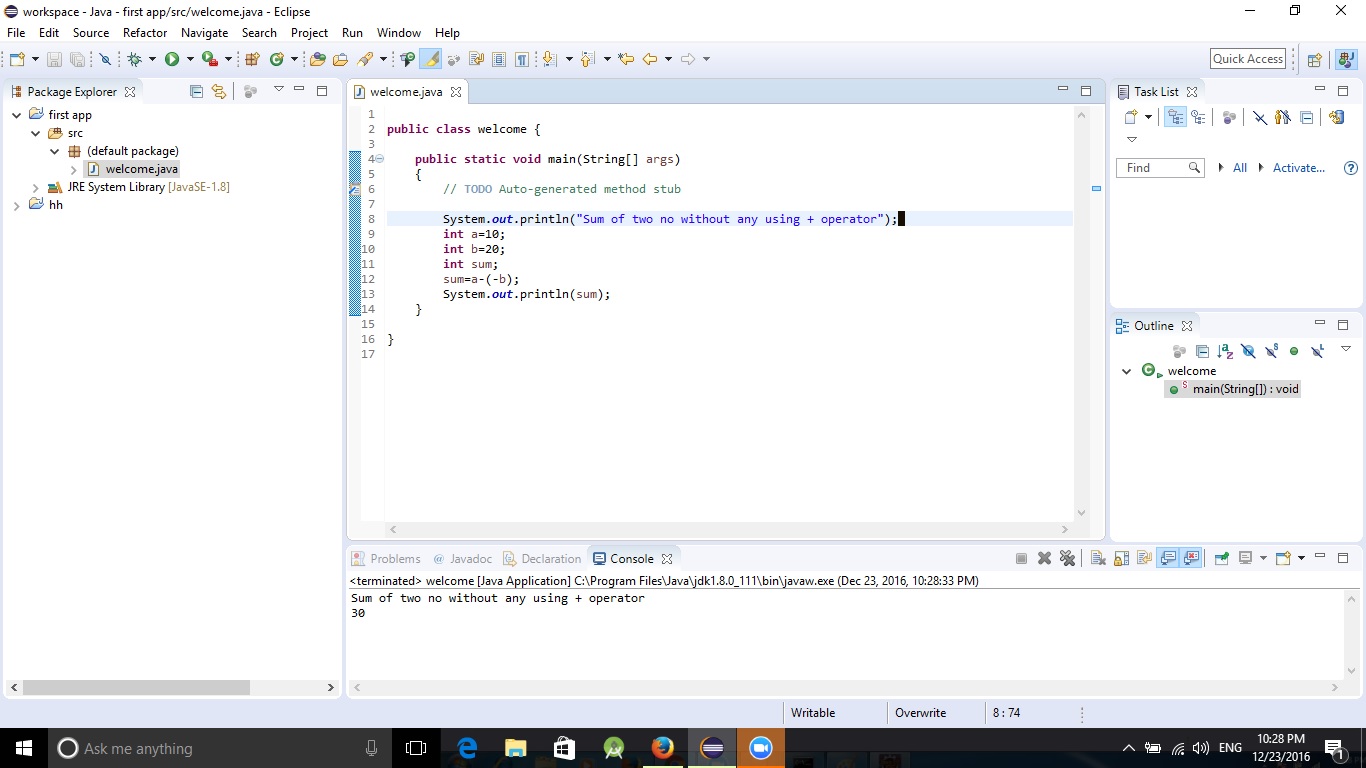 workspace - Java - first app/src/welcome.java - Eclipse
File Edit Source Refactor Navigate Search Project Run Window Help
Quick Access
Package Explorer
first app
src
(default package)
welcome.java
JRE System Library [JavaSE-1.8]
hh
welcome.java
1
2 public class welcome {
3
4 public static void main(String[] args)
5 {
6 // TODO Auto-generated method stub
7
8 System.out.println("Sum of two no without any using + operator");
9 int a=10;
10 int b=20;
11 int sum;
12 sum=a-(-b);
13 System.out.println(sum);
14 }
15
16 }
17
Task List
Find All Activate...
Outline
welcome
main(String[]) : void
Problems @ Javadoc Declaration Console
<terminated> welcome [Java Application] C:\Program Files\Java\jdk1.8.0_111\bin\javaw.exe (Dec 23, 2016, 10:28:33 PM)
Sum of two no without any using + operator
30
Writable Overwrite 8 : 74
Ask me anything
ENG
10:28 PM
12/23/2016
1